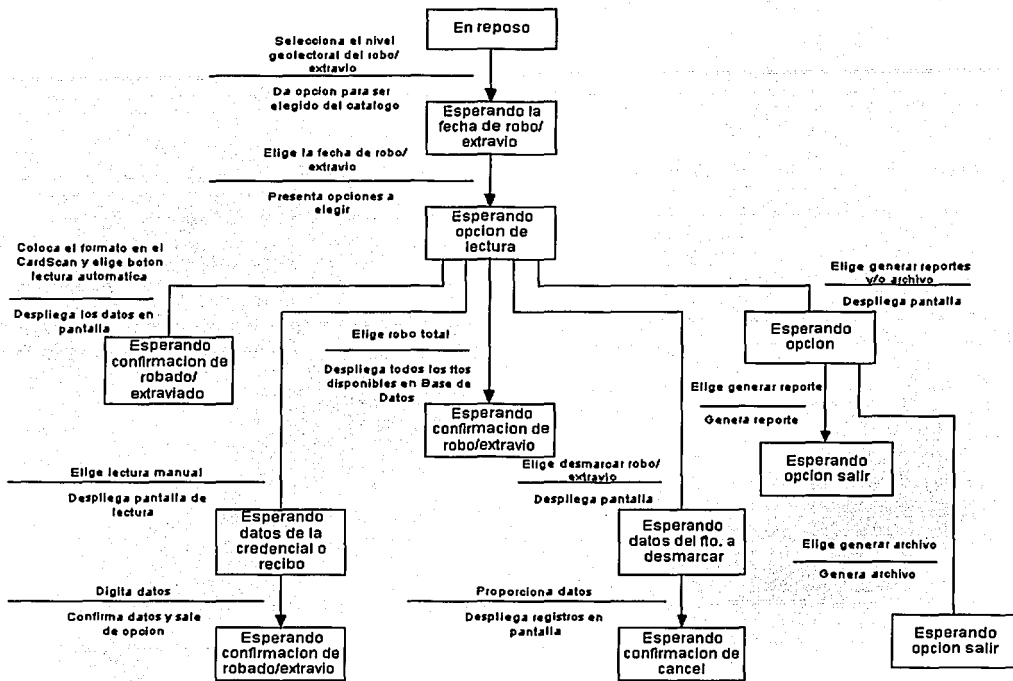 En reposo
Selecciona el nivel
geolectoral del robo/
extravio
Da opcion para ser
elegido del catalogo
Esperando la
fecha de robo/
extravio
Elige la fecha de robo/
extravio
Presenta opciones a
elegir
Esperando
opcion de
lectura
Coloca el formato en el
CardScan y elige boton
lectura automatica
Despliega los datos en
pantalla
Esperando
confirmacion de
robado/
extraviado
Elige robo total
Despliega todos los ftos
disponibles en Base de
Datos
Esperando
confirmacion de
robo/extravio
Elige generar reportes
y/o archivo
Despliega pantalla
Esperando
opcion
Elige generar reporte
Genera reporte
Esperando
opcion salir
Elige lectura manual
Despliega pantalla de
lectura
Esperando
datos de la
credencial o
recibo
Elige desmarcar robo/
extravio
Despliega pantalla
Esperando
datos del fto. a
desmarcar
Elige generar archivo
Genera archivo
Esperando
opcion salir
Digita datos
Confirma datos y sale
de opcion
Esperando
confirmacion de
robado/extravio
Proporciona datos
Despliega registros en
pantalla
Esperando
confirmacion de
cancel